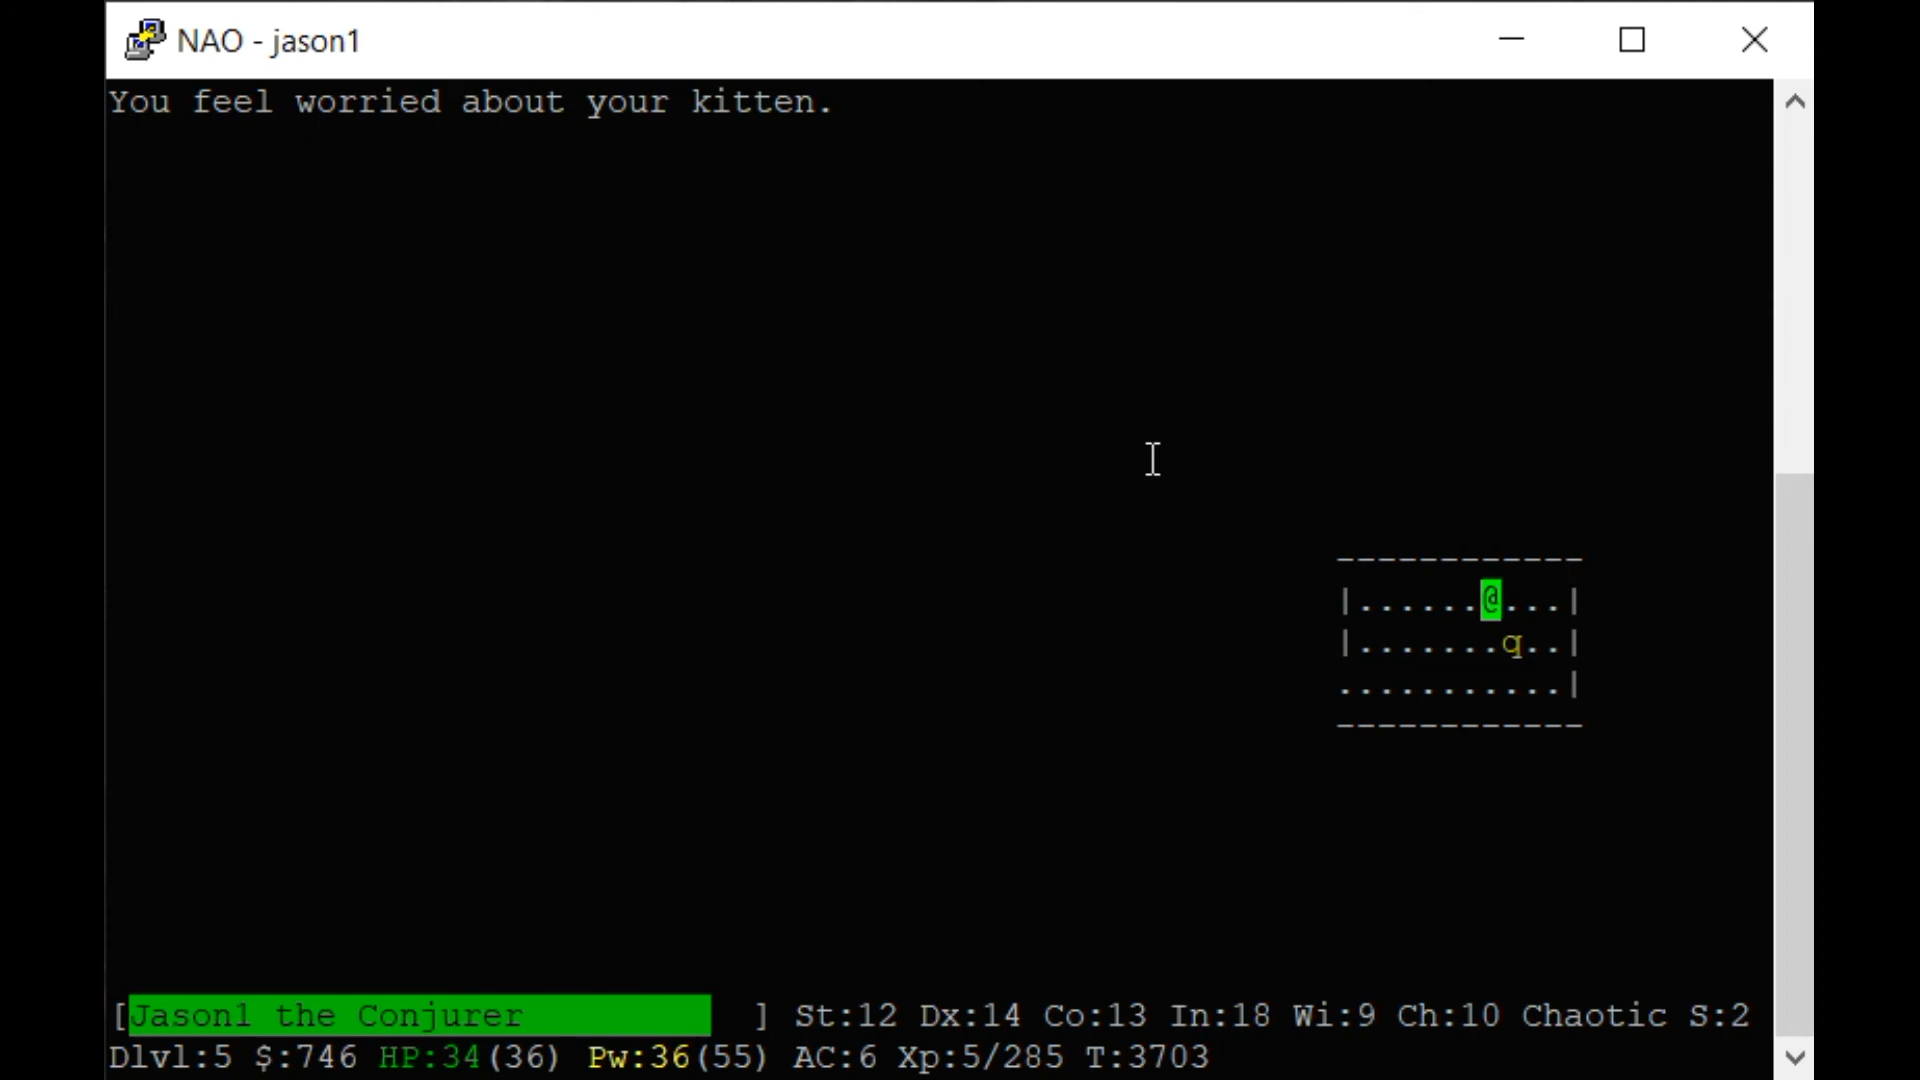 NAO - jason1
You feel worried about your kitten.
------------
|......@...|
|.......q..|
...........|
------------
[Jason1 the Conjurer ] St:12 Dx:14 Co:13 In:18 Wi:9 Ch:10 Chaotic S:2
Dlvl:5 $:746 HP:34(36) Pw:36(55) AC:6 Xp:5/285 T:3703